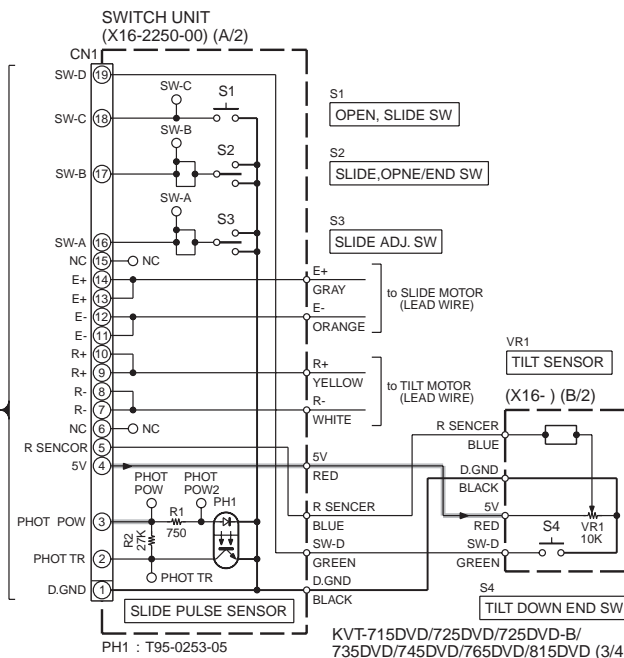 SWITCH UNIT
(X16-2250-00) (A/2)
CN1
SW-D 19
SW-C S1
SW-C 18
S1
OPEN, SLIDE SW
SW-B S2
SW-B 17
S2
SLIDE,OPNE/END SW
SW-A S3
SW-A 16
S3
SLIDE ADJ. SW
NC 15 NC
E+ 14 E+
GRAY
E+ 13
to SLIDE MOTOR
(LEAD WIRE)
E- 12 E-
ORANGE
E- 11
R+ 10
R+ 9 R+
YELLOW
R- 8
to TILT MOTOR
(LEAD WIRE)
R- 7 R-
WHITE
NC 6 NC
VR1
TILT SENSOR
(X16- ) (B/2)
R SENCOR 5
5V 4 5V
RED
R SENCER
BLUE
D.GND
BLACK
PHOT
POW
PHOT
POW2
PH1
PHOT POW 3
R1
750
R2
27K
R SENCER
BLUE
5V
RED
S4
VR1
10K
PHOT TR 2
PHOT TR
SW-D
GREEN
SW-D
GREEN
D.GND 1
D.GND
BLACK
SLIDE PULSE SENSOR
S4
TILT DOWN END SW
PH1 : T95-0253-05
KVT-715DVD/725DVD/725DVD-B/
735DVD/745DVD/765DVD/815DVD (3/4